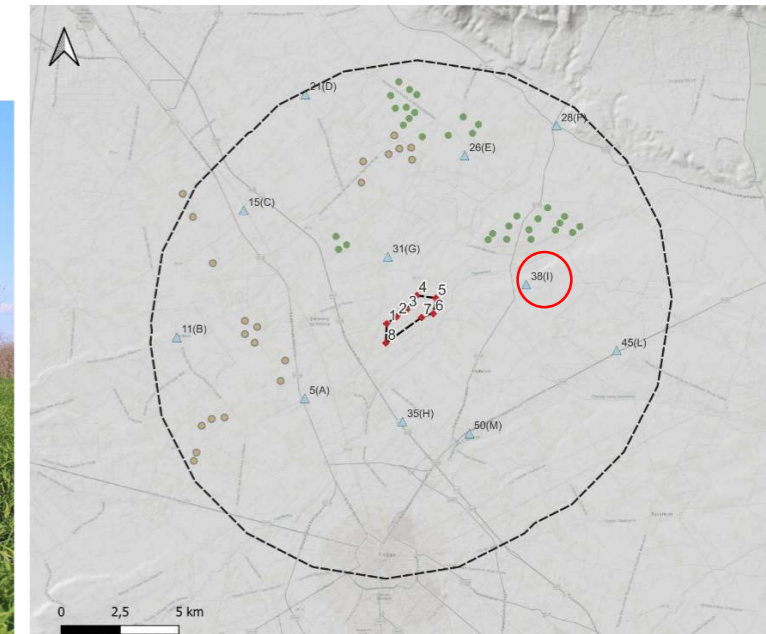 21(D)
28(F)
26(E)
15(C)
31(G)
38(I)
4
5
3
6
2
1
7
8
11(B)
45(L)
5(A)
35(H)
50(M)
0 2,5 5 km